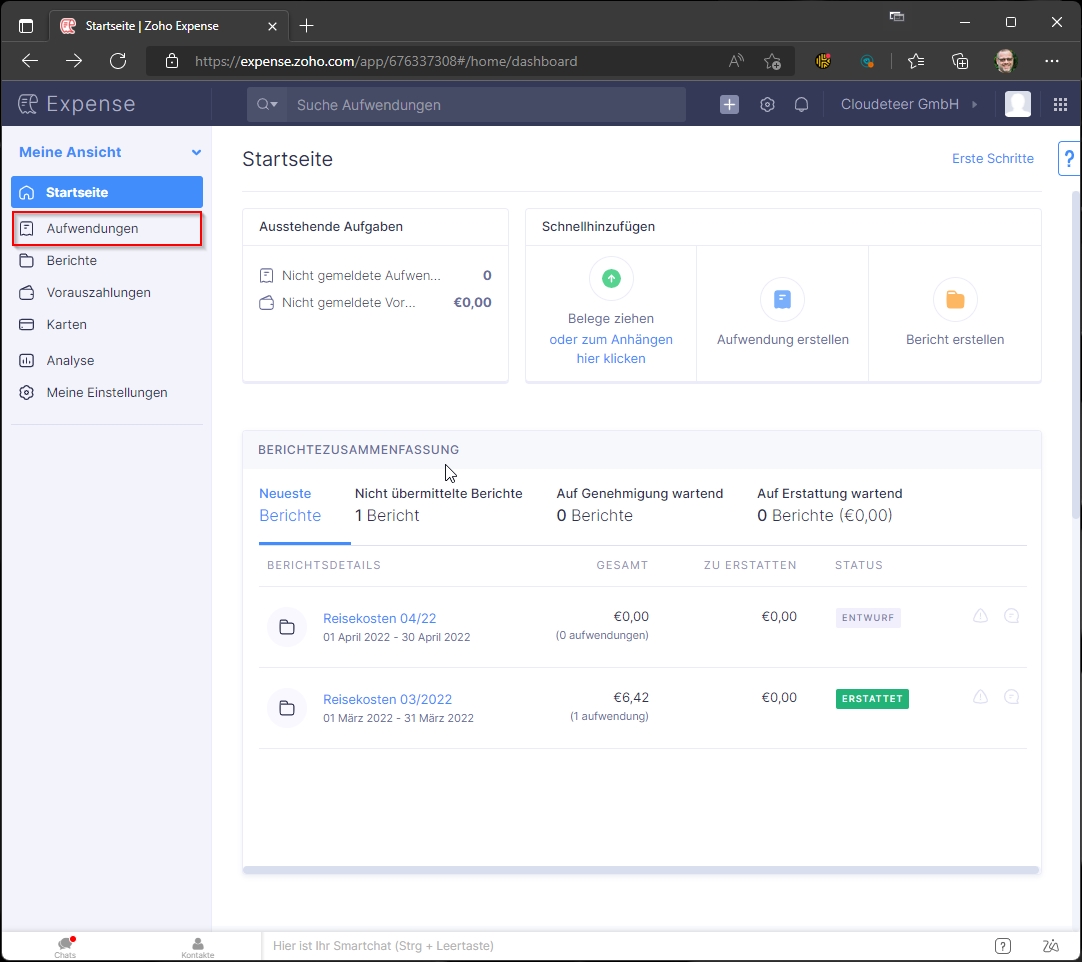 Startseite | Zoho Expense
https://expense.zoho.com/app/676337308#/home/dashboard
Expense
Suche Aufwendungen
Cloudeteer GmbH
Meine Ansicht
Startseite
Aufwendungen
Berichte
Vorauszahlungen
Karten
Analyse
Meine Einstellungen
Startseite
Erste Schritte
?
Ausstehende Aufgaben
Nicht gemeldete Aufwen... 0
Nicht gemeldete Vor... €0,00
Schnellhinzufügen
Belege ziehen
oder zum Anhängen
hier klicken
Aufwendung erstellen
Bericht erstellen
BERICHTEZUSAMMENFASSUNG
Neueste
Berichte
Nicht übermittelte Berichte
1 Bericht
Auf Genehmigung wartend
0 Berichte
Auf Erstattung wartend
0 Berichte (€0,00)
BERICHTSDETAILS GESAMT ZU ERSTATTEN STATUS
Reisekosten 04/22 €0,00 €0,00 ENTWURF
01 April 2022 - 30 April 2022 (0 aufwendungen)
Reisekosten 03/2022 €6,42 €0,00 ERSTATTET
01 März 2022 - 31 März 2022 (1 aufwendung)
Chats
Kontakte
Hier ist Ihr Smartchat (Strg + Leertaste)
?